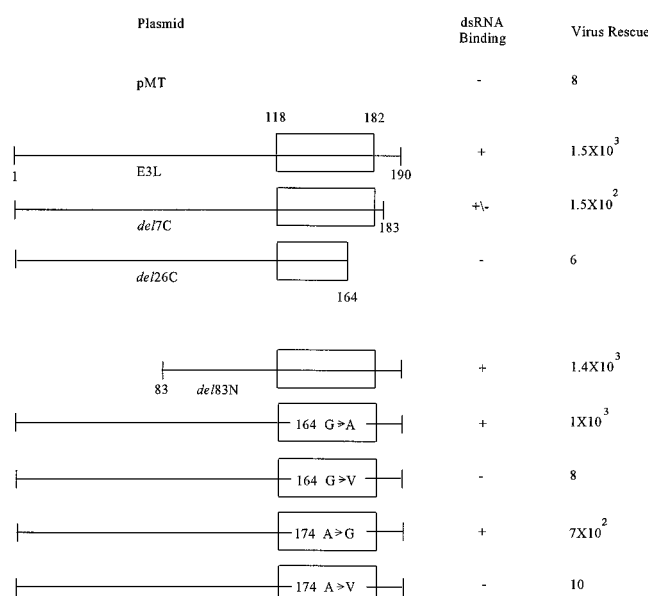 Plasmid dsRNA Binding Virus Rescue
pMT - 8
118 182
E3L + 1.5X10³
1 190
del7C +\- 1.5X10²
183
del26C - 6
164
del83N + 1.4X10³
83
164 G>A + 1X10³
164 G>V - 8
174 A>G + 7X10²
174 A>V - 10